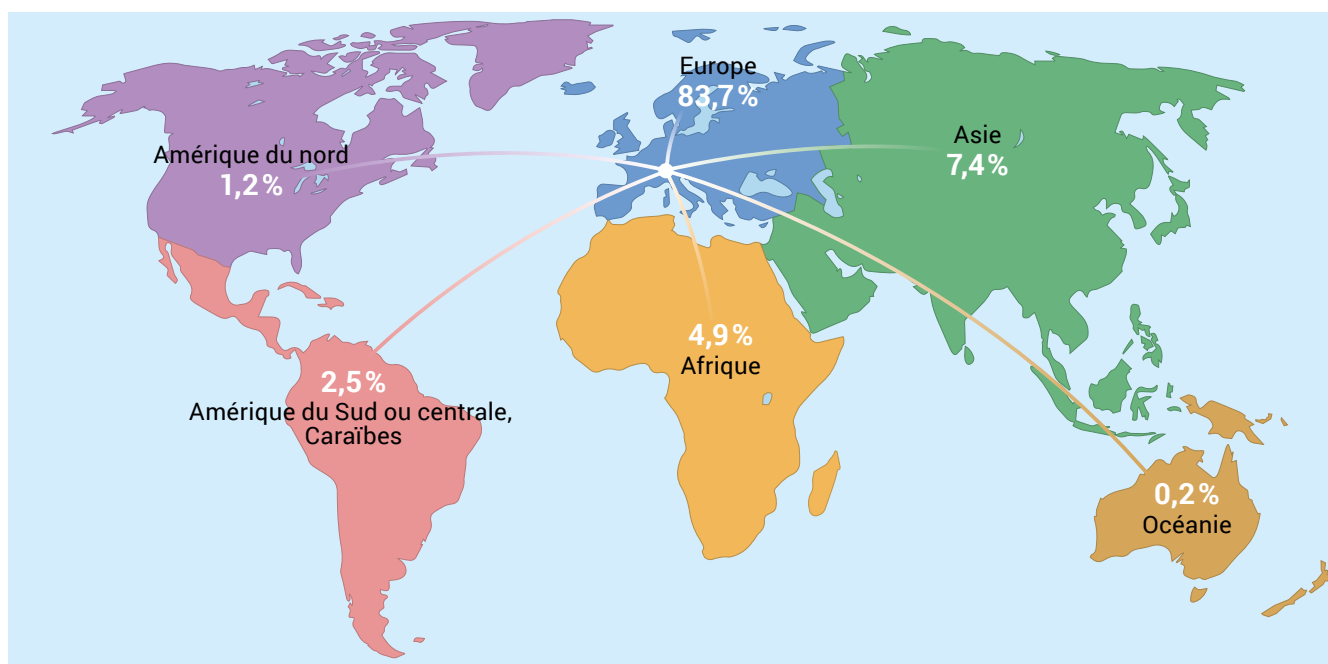 Europe
83,7%
Amérique du nord
1,2%
Asie
7,4%
4,9%
Afrique
2,5%
Amérique du Sud ou centrale,
Caraïbes
0,2%
Océanie